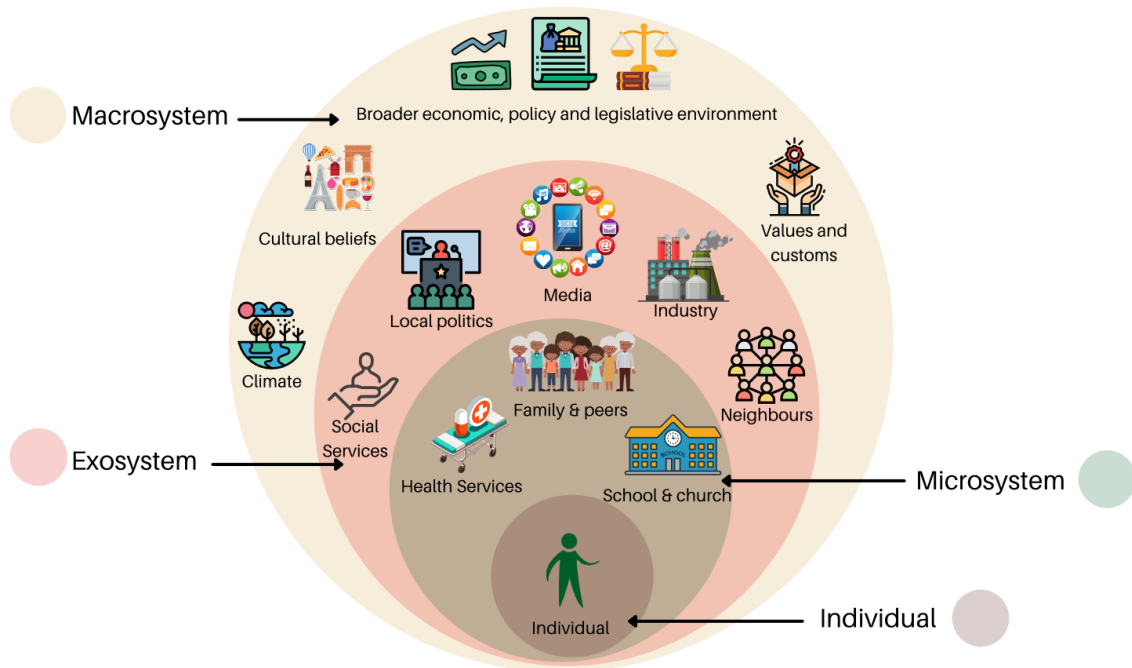 Macrosystem
Broader economic, policy and legislative environment
Cultural beliefs
Values and
customs
Media
Local politics
Industry
Climate
Social
Services
Family & peers
Neighbours
Exosystem
Health Services
SCHOOL
School & church
Microsystem
Individual
Individual